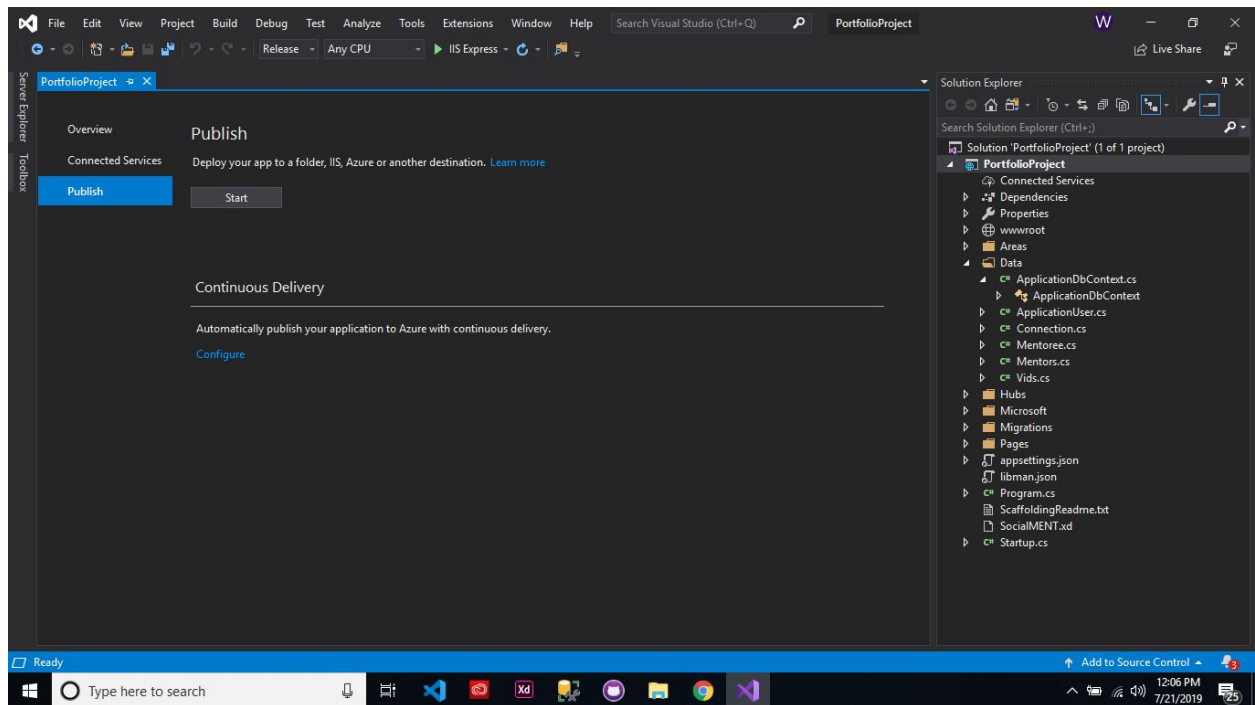 File Edit View Project Build Debug Test Analyze Tools Extensions Window Help Search Visual Studio (Ctrl+Q) PortfolioProject W
Release Any CPU IIS Express Live Share
Server Explorer
Toolbox
PortfolioProject
Overview
Connected Services
Publish
Publish
Deploy your app to a folder, IIS, Azure or another destination. Learn more
Start
Continuous Delivery
Automatically publish your application to Azure with continuous delivery.
Configure
Solution Explorer
Search Solution Explorer (Ctrl+;)
Solution 'PortfolioProject' (1 of 1 project)
PortfolioProject
Connected Services
Dependencies
Properties
wwwroot
Areas
Data
C# ApplicationDbContext.cs
ApplicationDbContext
C# ApplicationUser.cs
C# Connection.cs
C# Mentoree.cs
C# Mentors.cs
C# Vids.cs
Hubs
Microsoft
Migrations
Pages
appsettings.json
libman.json
C# Program.cs
ScaffoldingReadme.txt
SocialMENT.xd
C# Startup.cs
Ready Add to Source Control 3
Type here to search Xd 12:06 PM
7/21/2019 25